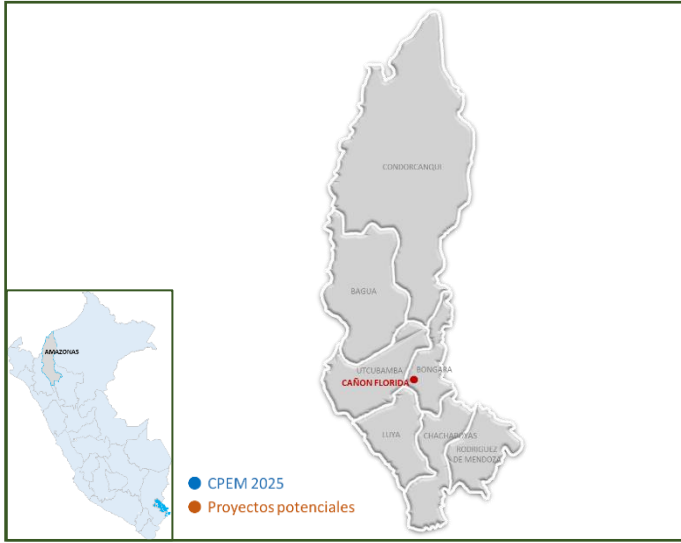 CONDORCANQUI
BAGUA
AMAZONAS
UTCUBAMBA
BONGARA
CAÑON FLORIDA
LUYA
CHACHAPOYAS
RODRIGUEZ
DE MENDOZA
CPEM 2025
Proyectos potenciales